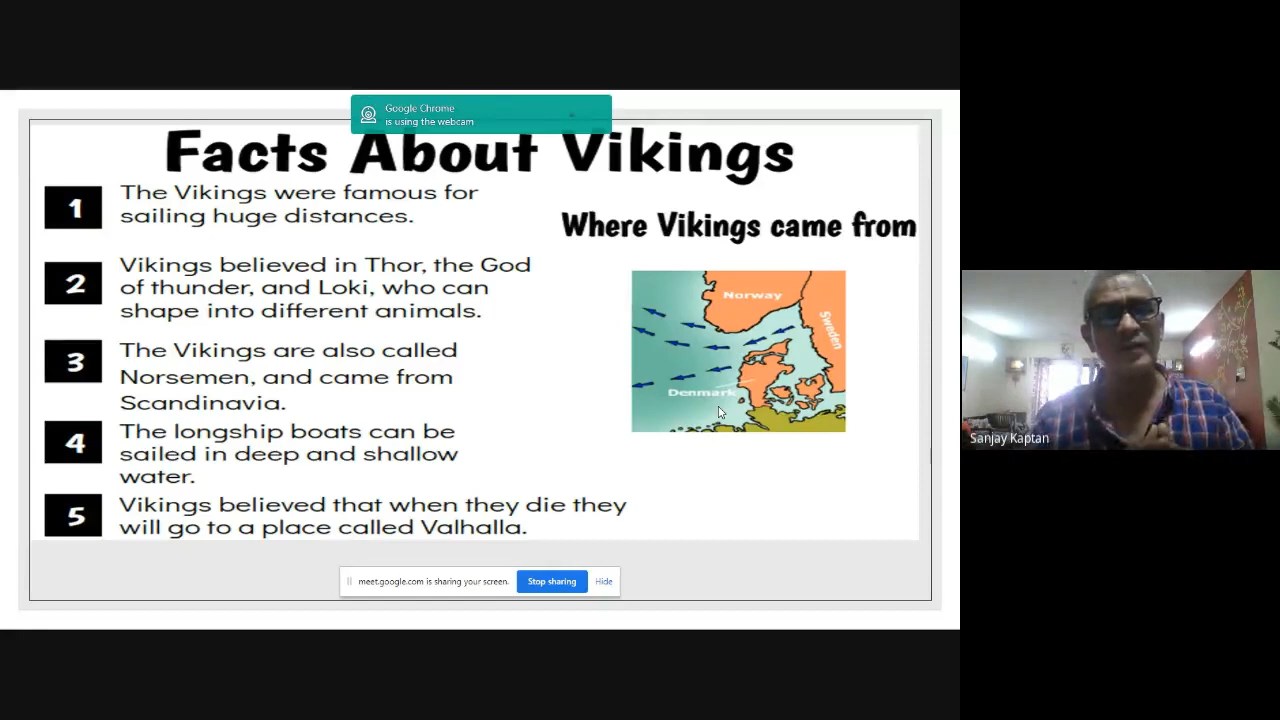 Google Chrome
is using the webcam
Facts About Vikings
1
The Vikings were famous for
sailing huge distances.
2
Vikings believed in Thor, the God
of thunder, and Loki, who can
shape into different animals.
3
The Vikings are also called
Norsemen, and came from
Scandinavia.
4
The longship boats can be
sailed in deep and shallow
water.
5
Vikings believed that when they die they
will go to a place called Valhalla.
Where Vikings came from
Norway
Sweden
Denmark
meet.google.com is sharing your screen.
Stop sharing
Hide
Sanjay Kaptan